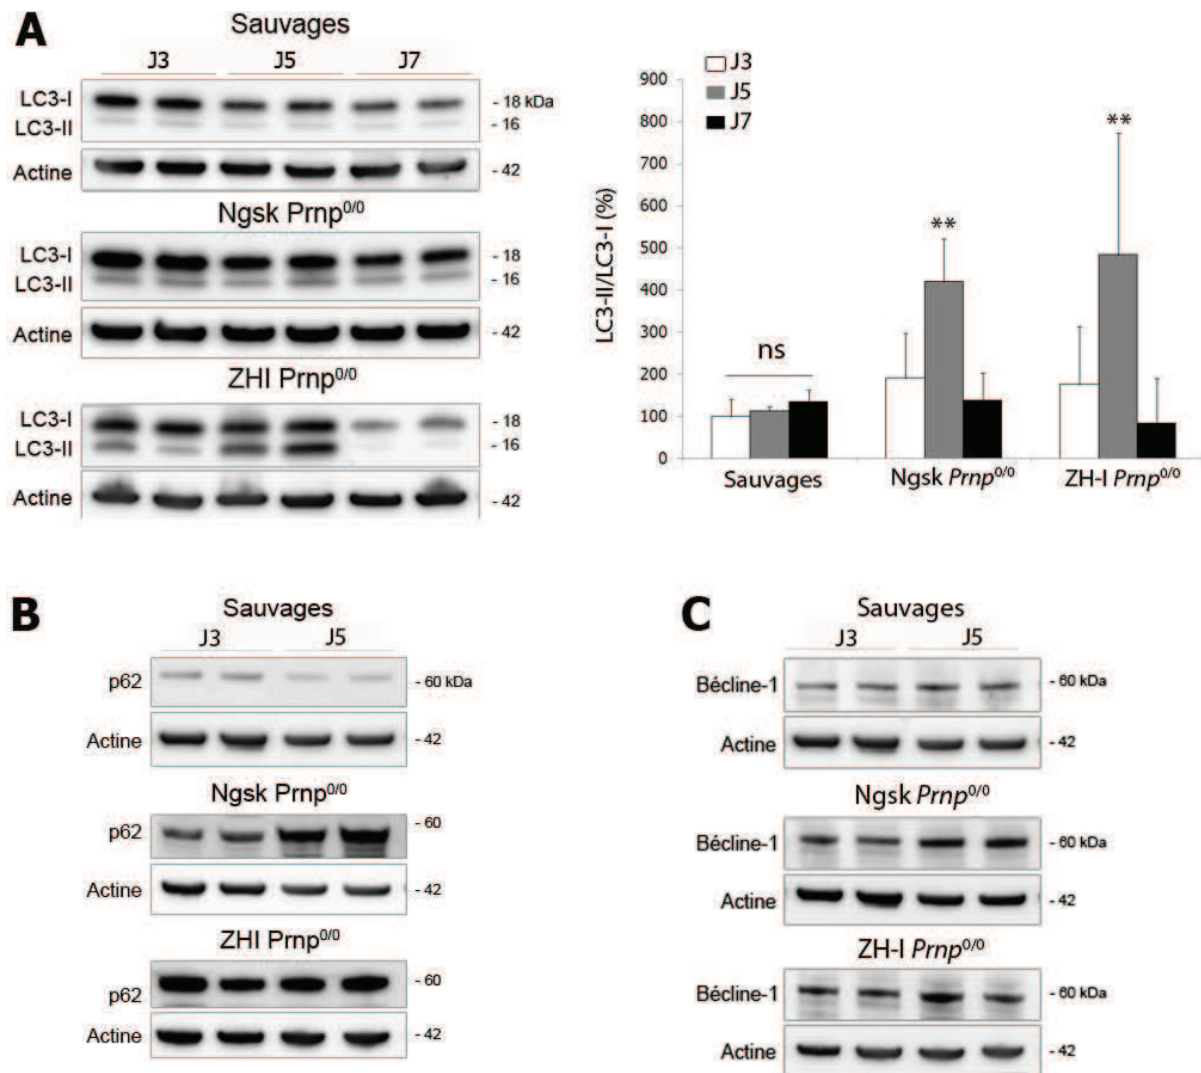 A
Sauvages
J3 J5 J7
LC3-I - 18 kDa
LC3-II - 16
Actine - 42
Ngsk Prnp0/0
LC3-I - 18
LC3-II - 16
Actine - 42
ZHI Prnp0/0
LC3-I - 18
LC3-II - 16
Actine - 42
J3
J5
J7
LC3-II/LC3-I (%)
900
800
700
600
500
400
300
200
100
0
ns
**
**
Sauvages Ngsk Prnp0/0 ZH-I Prnp0/0
B
Sauvages
J3 J5
p62 - 60 kDa
Actine - 42
Ngsk Prnp0/0
p62 - 60
Actine - 42
ZHI Prnp0/0
p62 - 60
Actine - 42
C
Sauvages
J3 J5
Bécline-1 - 60 kDa
Actine - 42
Ngsk Prnp0/0
Bécline-1 - 60 kDa
Actine - 42
ZH-I Prnp0/0
Bécline-1 - 60 kDa
Actine - 42